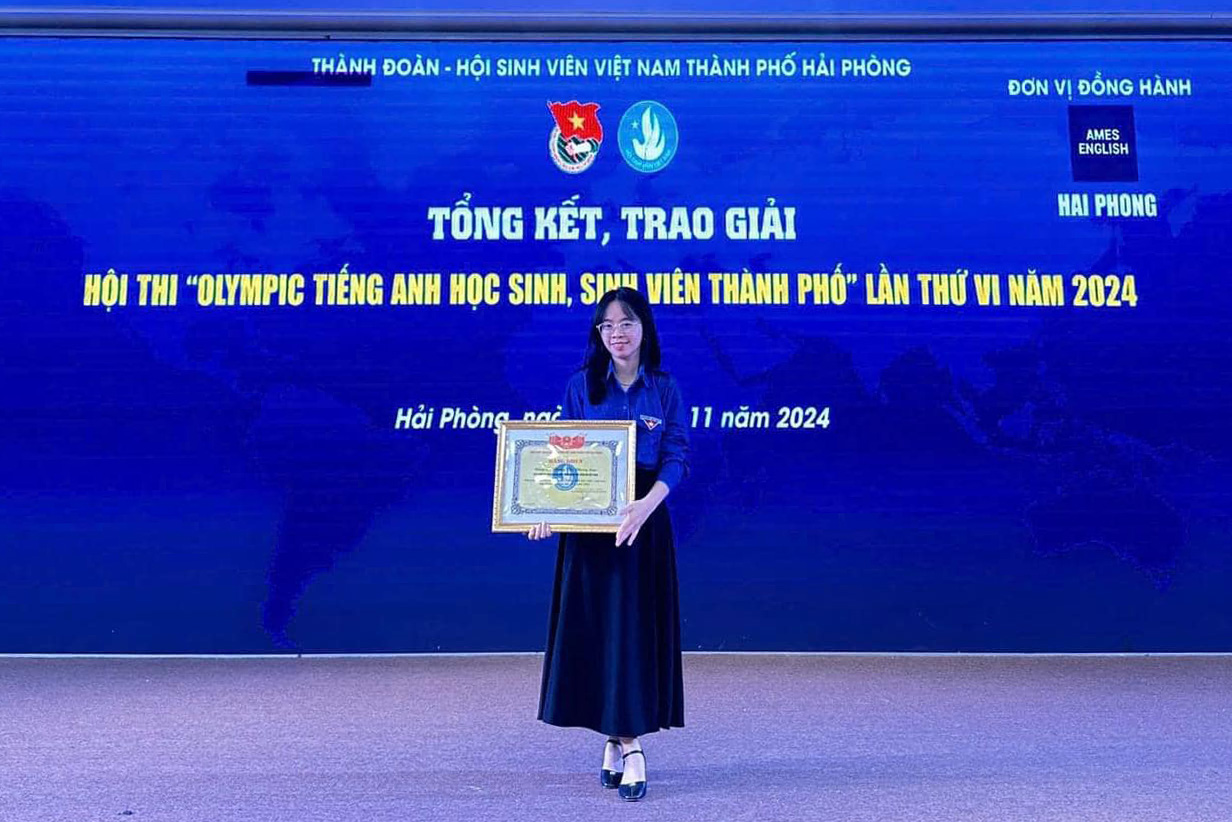 THÀNH ĐOÀN - HỘI SINH VIÊN VIỆT NAM THÀNH PHỐ HẢI PHÒNG
ĐƠN VỊ ĐỒNG HÀNH
AMES
ENGLISH
HAI PHONG
TỔNG KẾT, TRAO GIẢI
HỘI THI “OLYMPIC TIẾNG ANH HỌC SINH, SINH VIÊN THÀNH PHỐ” LẦN THỨ VI NĂM 2024
Hải Phòng, 11 năm 2024